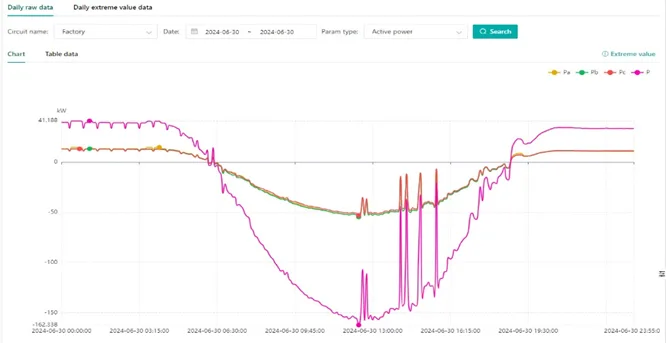 Daily raw data Daily extreme value data
Circuit name: Factory Date: 2024-06-30 ~ 2024-06-30 Param type: Active power Search
Chart Table data Extreme value
Pa Pb Pc P
kW
41.188
0
-50
-100
-150
-162.338
2024-06-30 00:00:00 2024-06-30 03:15:00 2024-06-30 06:30:00 2024-06-30 09:45:00 2024-06-30 13:00:00 2024-06-30 16:15:00 2024-06-30 19:30:00 2024-06-30 23:55:0